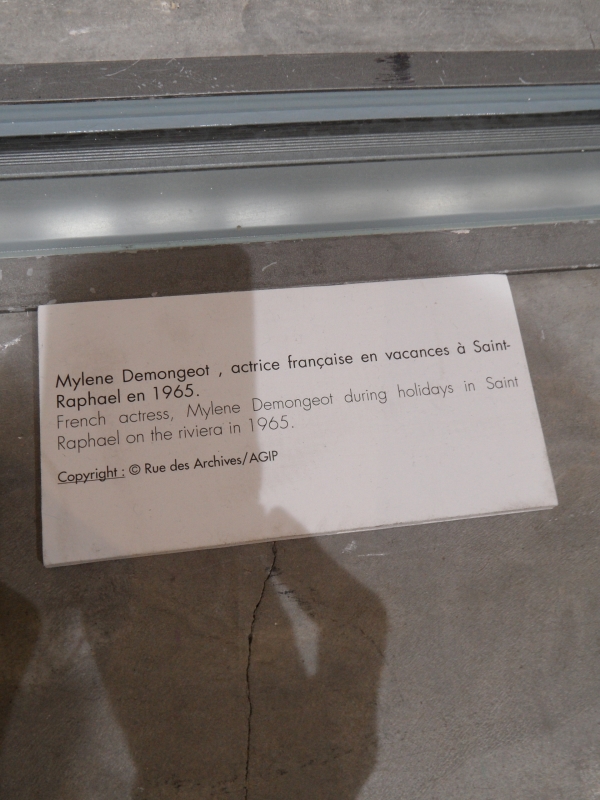 Mylene Demongeot , actrice française en vacances à Saint-
Raphael en 1965.
French actress, Mylene Demongeot during holidays in Saint
Raphael on the riviera in 1965.
Copyright : © Rue des Archives/AGIP